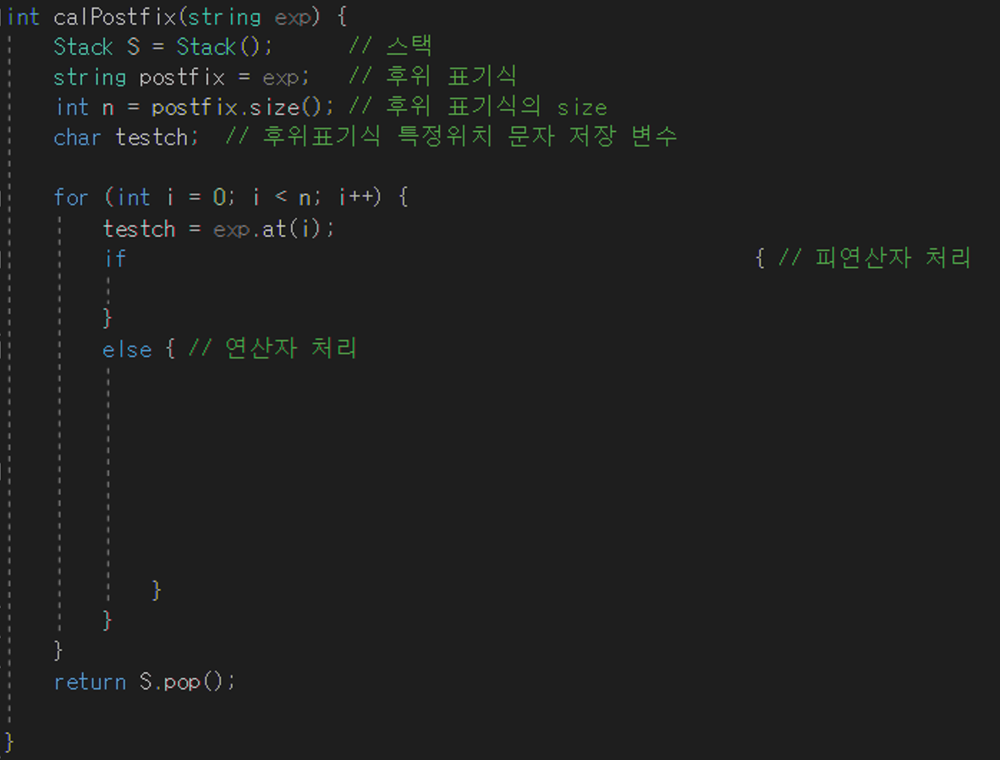 int calPostfix(string exp) {
Stack S = Stack(); // 스택
string postfix = exp; // 후위 표기식
int n = postfix.size(); // 후위 표기식의 size
char testch; // 후위표기식 특정위치 문자 저장 변수
for (int i = 0; i < n; i++) {
testch = exp.at(i);
if { // 피연산자 처리
}
else { // 연산자 처리
}
}
}
return S.pop();
}